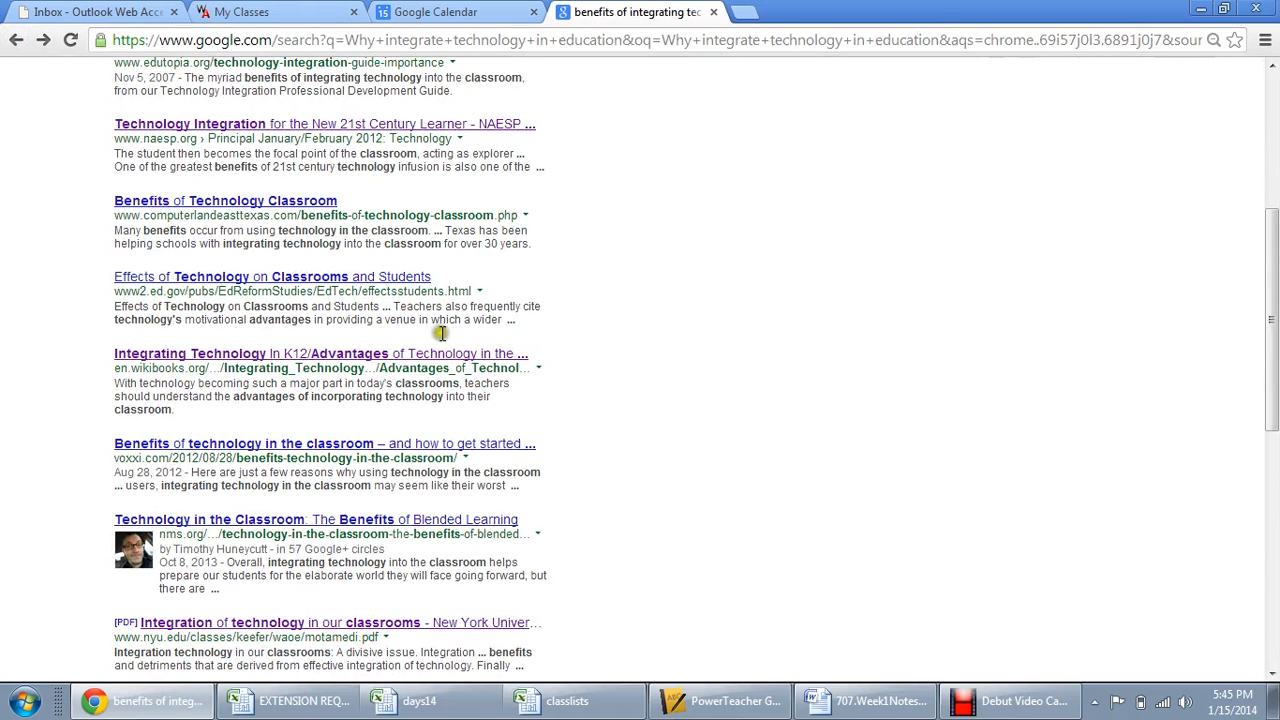 Inbox - Outlook Web Acc
My Classes
Google Calendar
benefits of integrating tec
https://www.google.com/search?q=Why+integrate+technology+in+education&oq=Why+integrate+technology+in+education&aqs=chrome..69i57j0l3.6891j0j7&sour
www.edutopia.org/technology-integration-guide-importance
Nov 5, 2007 - The myriad benefits of integrating technology into the classroom,
from our Technology Integration Professional Development Guide.
Technology Integration for the New 21st Century Learner - NAESP ...
www.naesp.org › Principal January/February 2012: Technology
The student then becomes the focal point of the classroom, acting as explorer ...
One of the greatest benefits of 21st century technology infusion is also one of the ...
Benefits of Technology Classroom
www.computerlandeasttexas.com/benefits-of-technology-classroom.php
Many benefits occur from using technology in the classroom. ... Texas has been
helping schools with integrating technology into the classroom for over 30 years.
Effects of Technology on Classrooms and Students
www2.ed.gov/pubs/EdReformStudies/EdTech/effectsstudents.html
Effects of Technology on Classrooms and Students ... Teachers also frequently cite
technology's motivational advantages in providing a venue in which a wider ...
Integrating Technology In K12/Advantages of Technology in the ...
en.wikibooks.org/.../Integrating_Technology.../Advantages_of_Technol...
With technology becoming such a major part in today's classrooms, teachers
should understand the advantages of incorporating technology into their
classroom.
Benefits of technology in the classroom – and how to get started ...
voxxi.com/2012/08/28/benefits-technology-in-the-classroom/
Aug 28, 2012 - Here are just a few reasons why using technology in the classroom
... users, integrating technology in the classroom may seem like their worst ...
Technology in the Classroom: The Benefits of Blended Learning
nms.org/.../technology-in-the-classroom-the-benefits-of-blended...
by Timothy Huneycutt - in 57 Google+ circles
Oct 8, 2013 - Overall, integrating technology into the classroom helps
prepare our students for the elaborate world they will face going forward, but
there are ...
[PDF] Integration of technology in our classrooms - New York Univer...
www.nyu.edu/classes/keefer/waoe/motamedi.pdf
Integration technology in our classrooms: A divisive issue. Integration ... benefits
and detriments that are derived from effective integration of technology. Finally ...
benefits of integ...
EXTENSION REQ...
days14
classlists
PowerTeacher G...
707.Week1Notes...
Debut Video Ca...
5:45 PM
1/15/2014